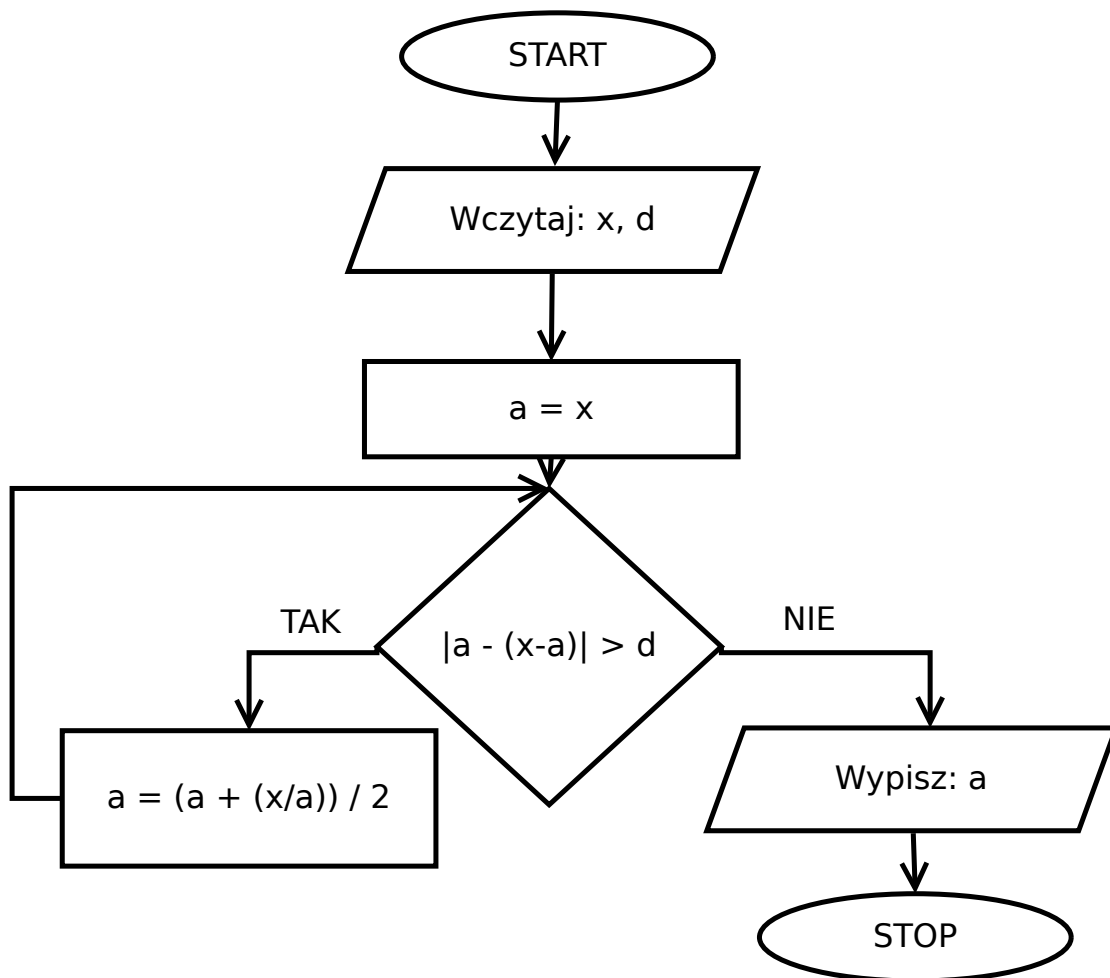 START
Wczytaj: x, d
a = x
|a - (x-a)| > d
TAK
NIE
a = (a + (x/a)) / 2
Wypisz: a
STOP